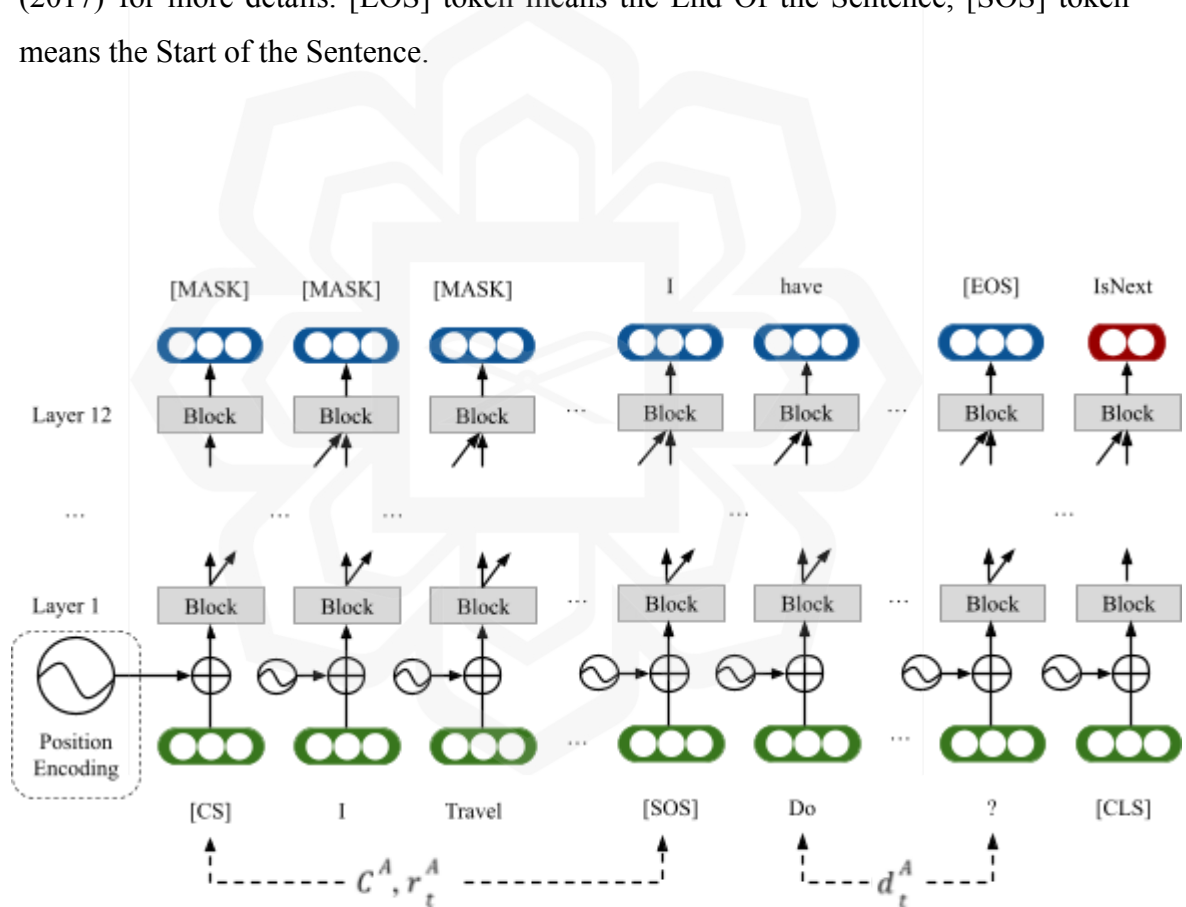 (2017) for more details. [EOS] token means the End Of the Sentence, [SOS] token
means the Start of the Sentence.
[MASK] [MASK] [MASK] I have [EOS] IsNext
Layer 12 Block Block Block ... Block Block ... Block Block
... ... ... ... ...
Layer 1 Block Block Block ... Block Block ... Block Block
Position
Encoding
... ...
[CS] I Travel [SOS] Do ? [CLS]
C^A, r_t^A d_t^A